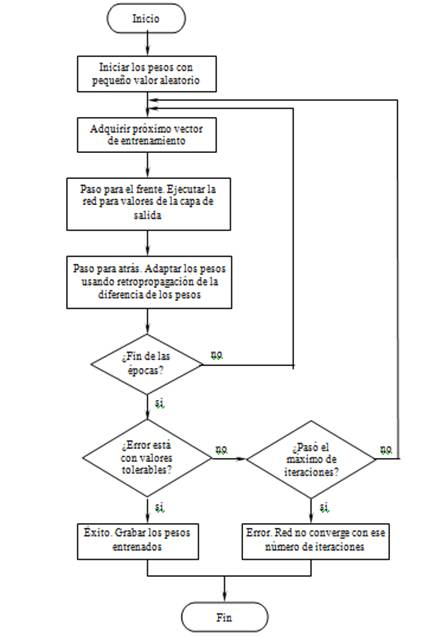 Inicio
Iniciar los pesos con
pequeño valor aleatorio
Adquirir próximo vector
de entrenamiento
Paso para el frente. Ejecutar la
red para valores de la capa de
salida
Paso para atrás. Adaptar los pesos
usando retropropagación de la
diferencia de los pesos
¿Fin de las
épocas?
no
si
¿Error está
con valores
tolerables?
no
¿Pasó el
máximo de
iteraciones?
no
si
si
Éxito. Grabar los pesos
entrenados
Error. Red no converge con ese
número de iteraciones
Fin